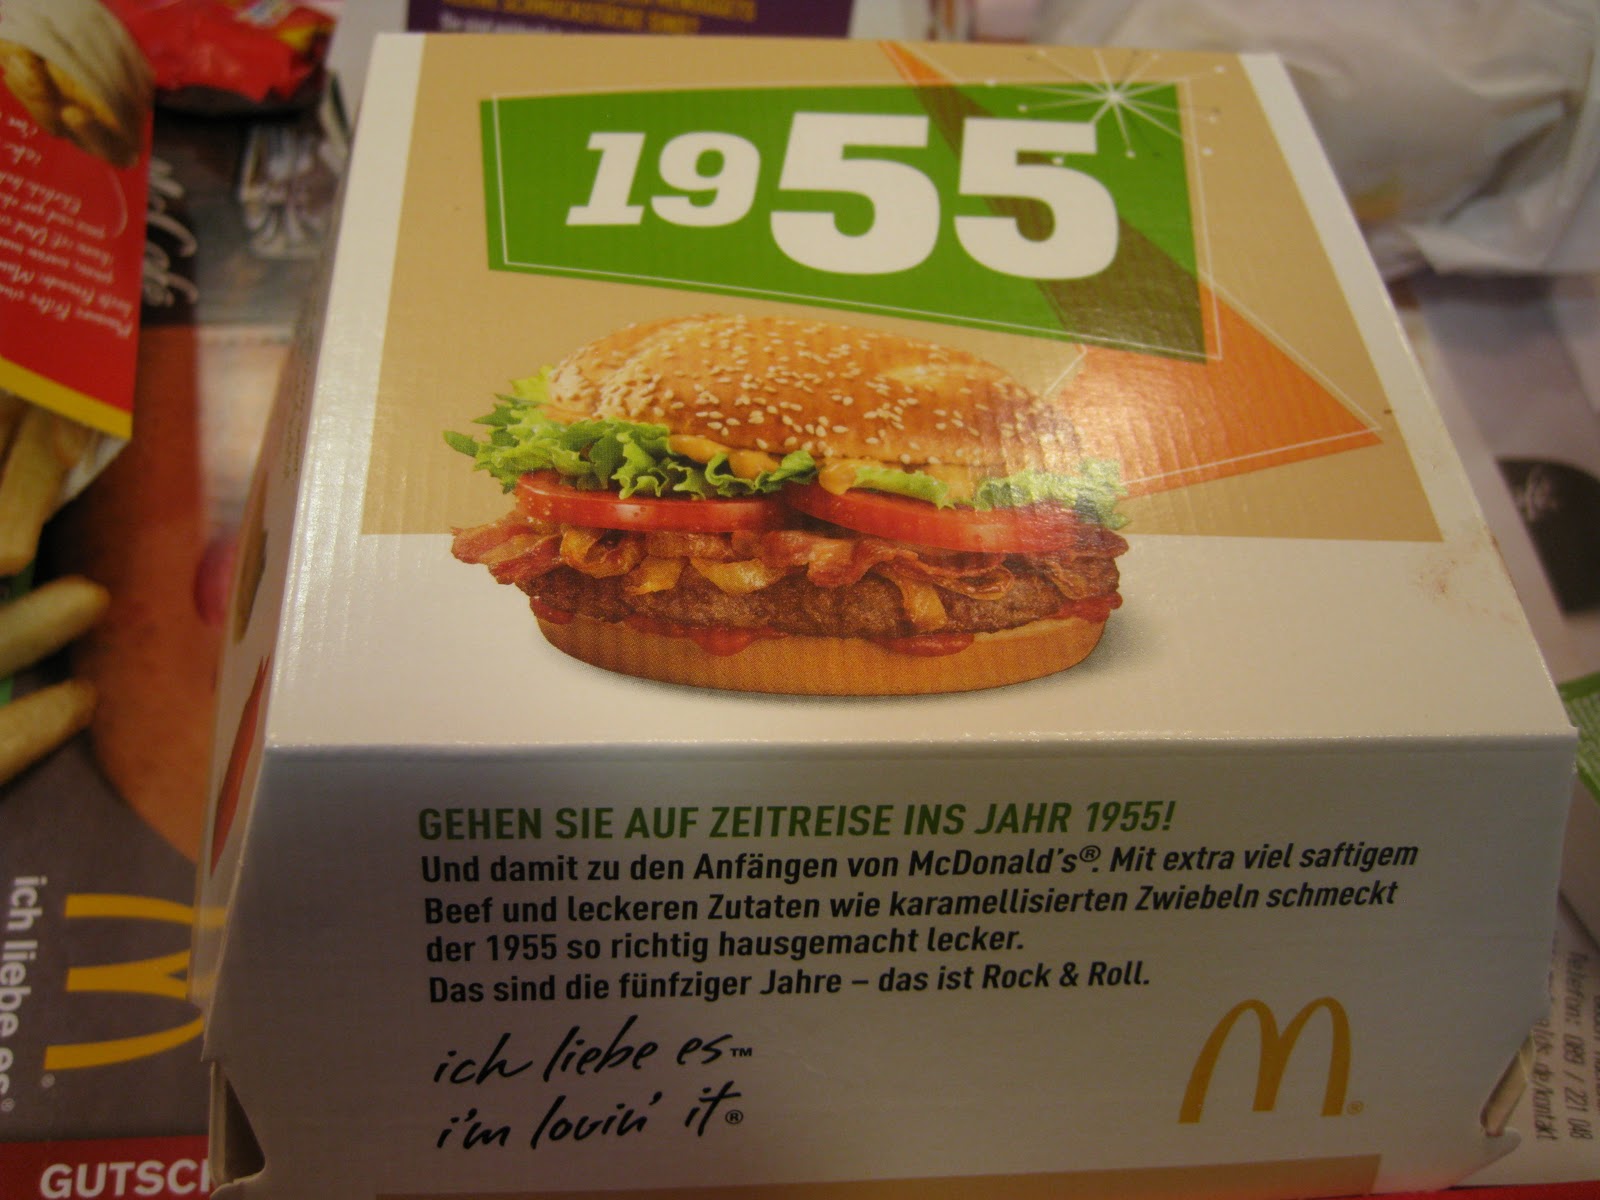 1955
GEHEN SIE AUF ZEITREISE INS JAHR 1955!
Und damit zu den Anfängen von McDonald's®. Mit extra viel saftigem
Beef und leckeren Zutaten wie karamellisierten Zwiebeln schmeckt
der 1955 so richtig hausgemacht lecker.
Das sind die fünfziger Jahre – das ist Rock & Roll.
ich liebe es™
i'm lovin' it®
ich liebe es®
GUTSCH
Telefon: 089 / 221 048